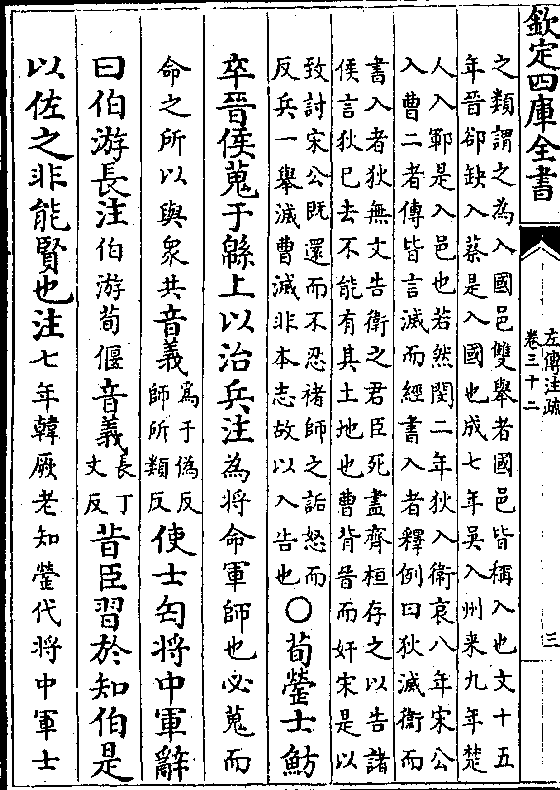 欽定四庫全書
左傳注疏
卷三十二
三
之類謂之為入國邑雙舉者國邑皆稱入也文十五
年晉郤缺入蔡是入國也成七年吳入州來九年楚
人入鄆是入邑也若然閔二年狄入衛哀八年宋公
入曹二者傳皆言滅而經書入者釋例曰狄滅衛而
書入者狄無文告衛之君臣死盡齊桓存之以告諸
侯言狄已去不能有其土地也曹背晉而奸宋是以
致討宋公既還而不忍褚師之詬怒而
反兵一舉滅曹滅非本志故以入告也〇荀罃士魴
卒晉侯蒐于緜上以治兵注為將命軍師也必蒐而
命之所以與衆共音義為于偽反師所類反使士匄將中軍辭
曰伯游長注伯游荀偃音義長丁丈反昔臣習於知伯是
以佐之非能賢也注七年韓厥老知罃代將中軍士